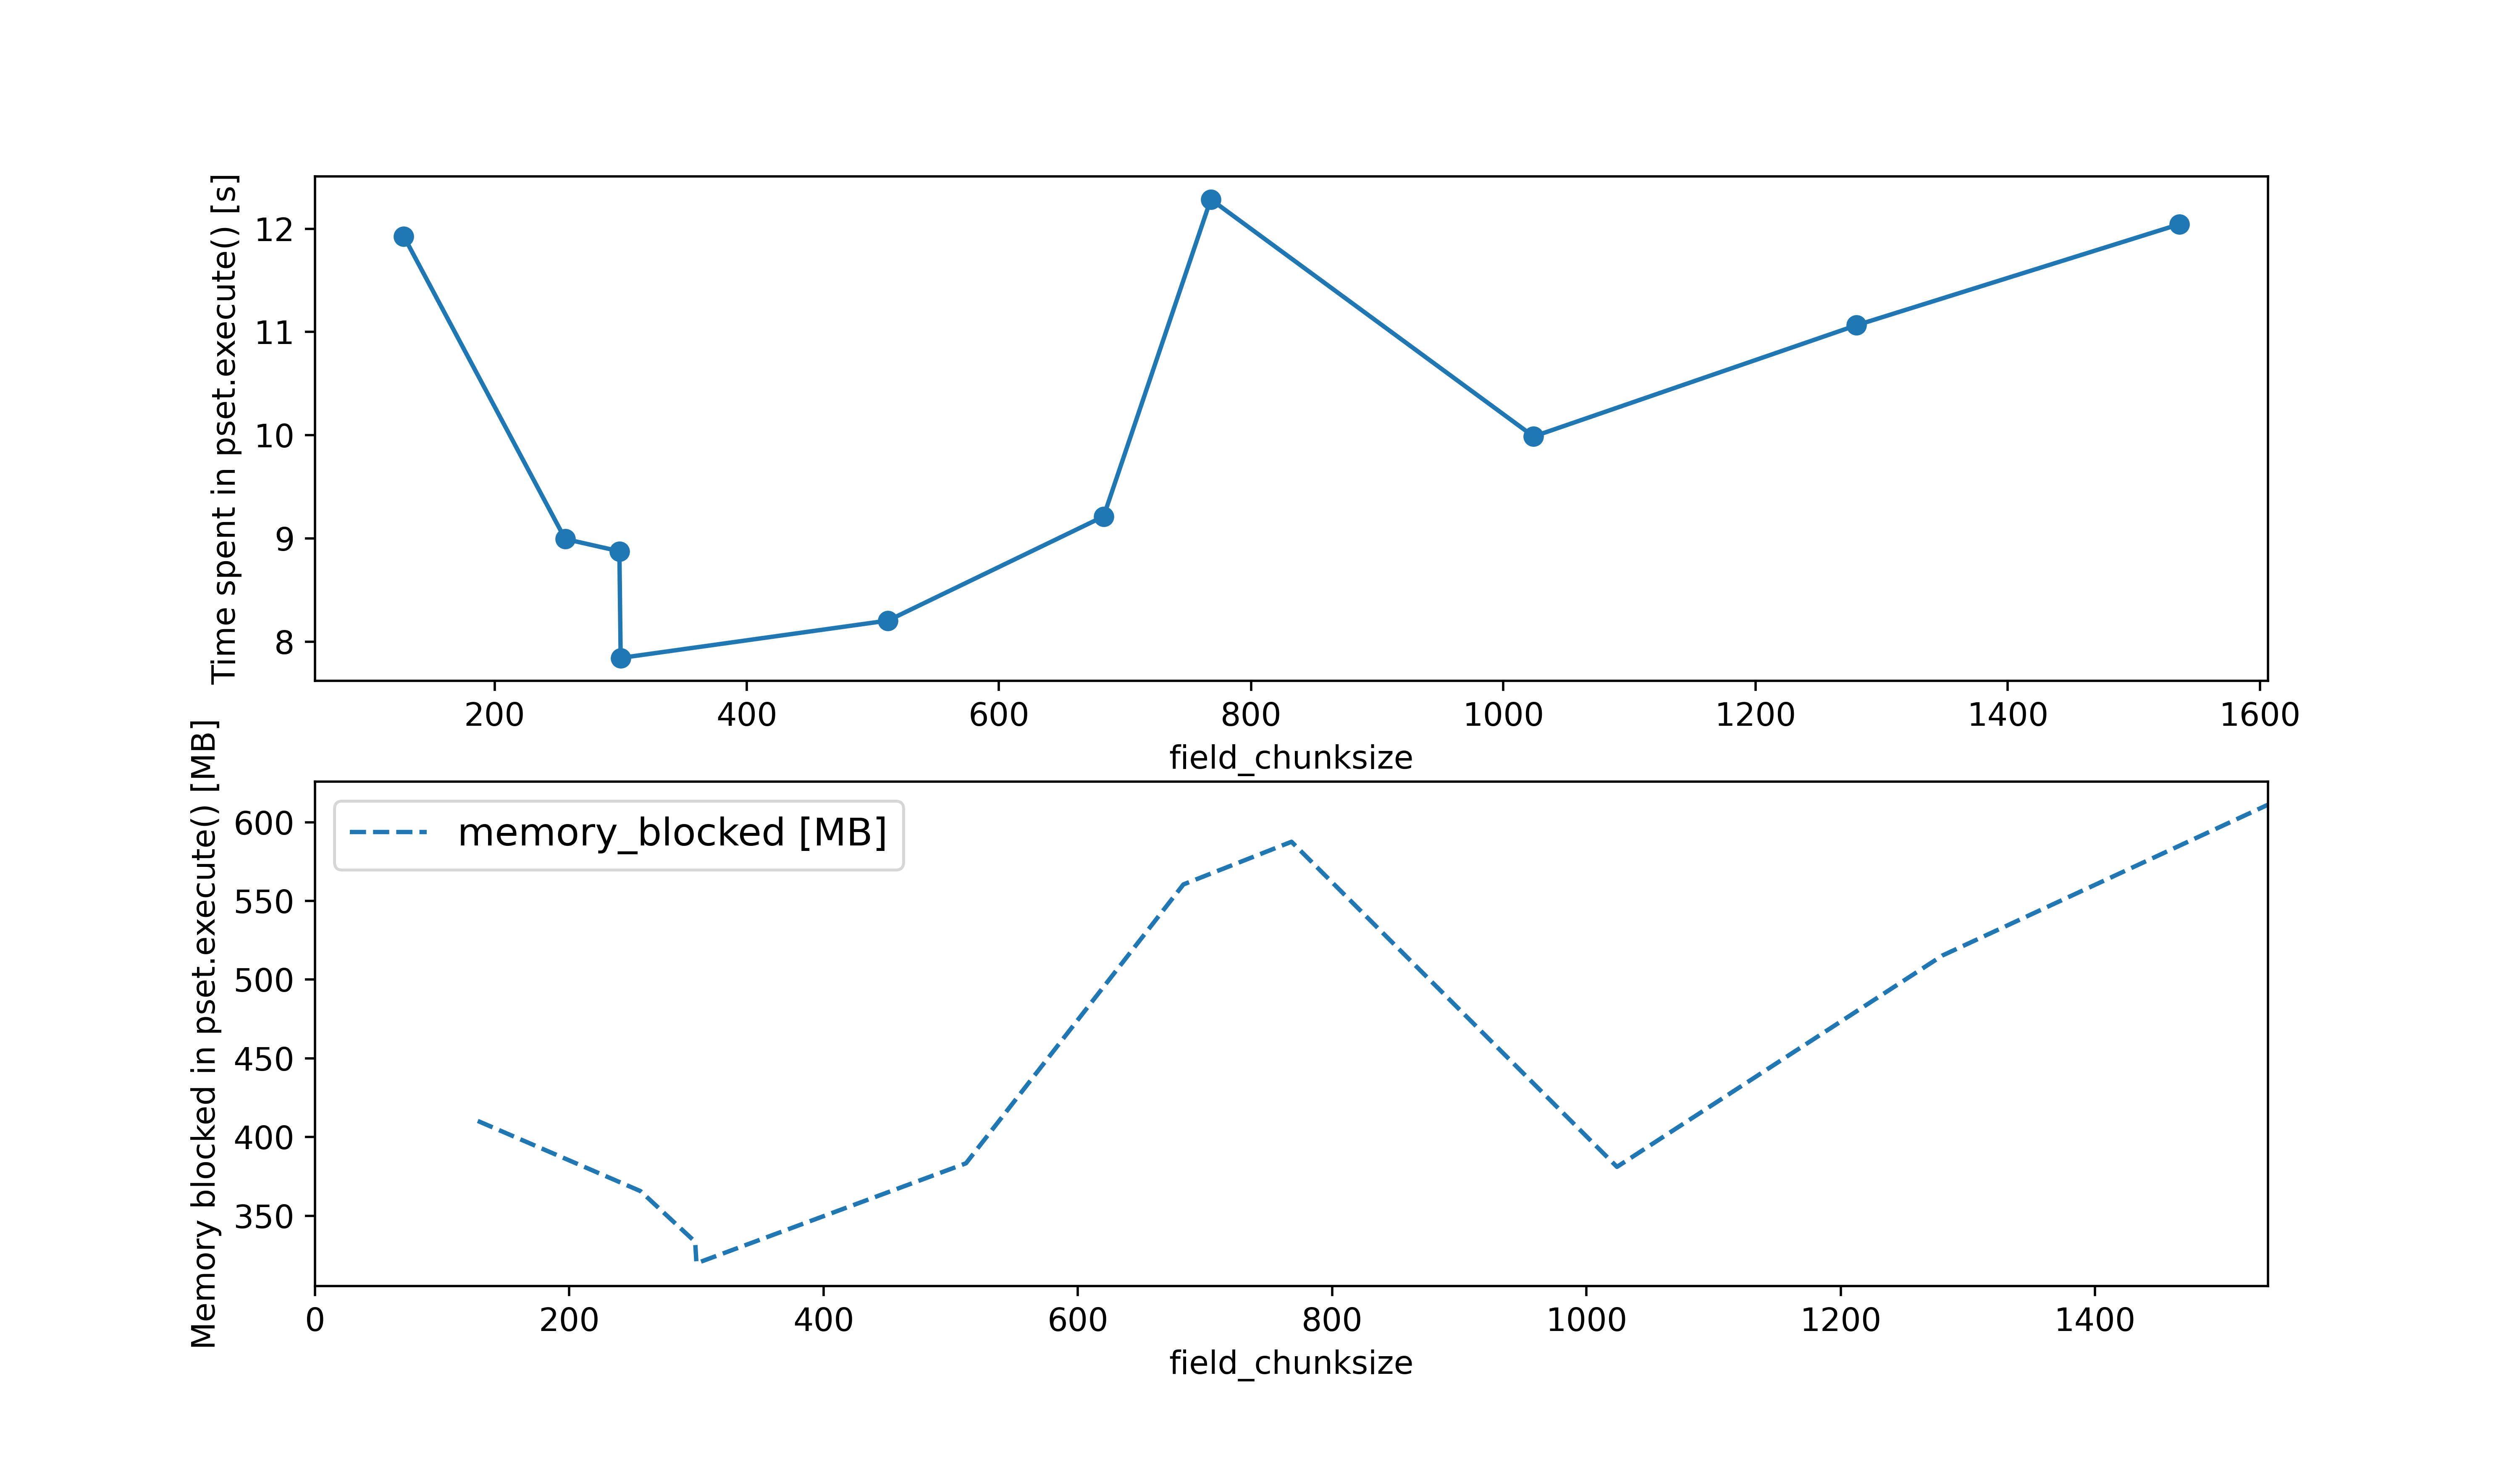 Time spent in pset.execute() [s]
12
11
10
9
8
200 400 600 800 1000 1200 1400 1600
field_chunksize
Memory blocked in pset.execute() [MB]
600
550
500
450
400
350
memory_blocked [MB]
0 200 400 600 800 1000 1200 1400
field_chunksize